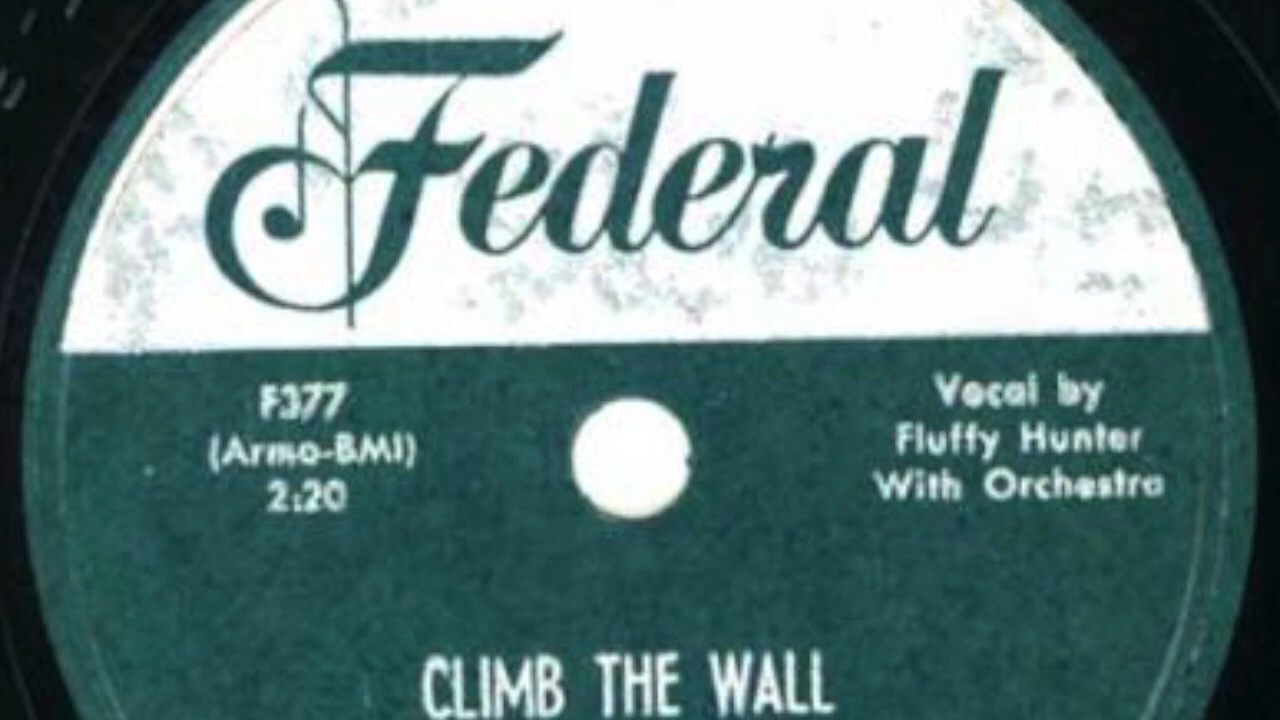 Federal
F377
(Armo-BMI)
2:20
Vocal by
Fluffy Hunter
With Orchestra
CLIMB THE WALL